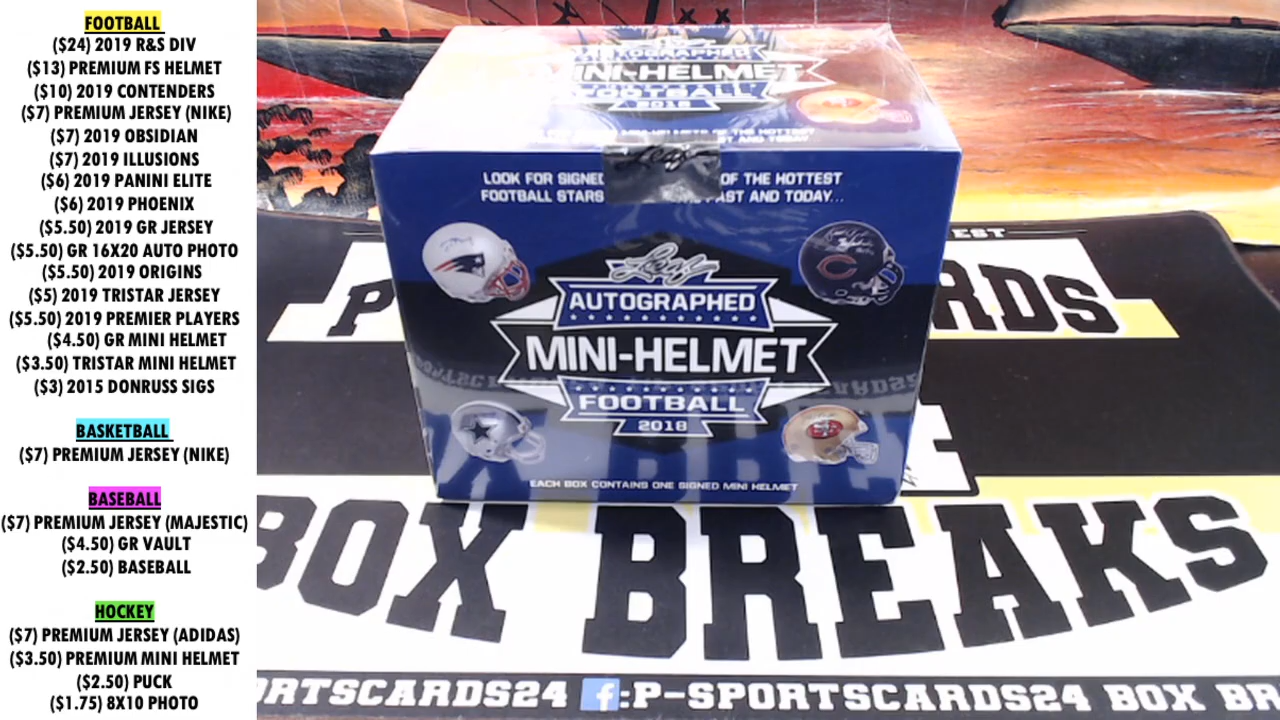 FOOTBALL
($24) 2019 R&S DIV
($13) PREMIUM FS HELMET
($10) 2019 CONTENDERS
($7) PREMIUM JERSEY (NIKE)
($7) 2019 OBSIDIAN
($7) 2019 ILLUSIONS
($6) 2019 PANINI ELITE
($6) 2019 PHOENIX
($5.50) 2019 GR JERSEY
($5.50) GR 16X20 AUTO PHOTO
($5.50) 2019 ORIGINS
($5) 2019 TRISTAR JERSEY
($5.50) 2019 PREMIER PLAYERS
($4.50) GR MINI HELMET
($3.50) TRISTAR MINI HELMET
($3) 2015 DONRUSS SIGS
BASKETBALL
($7) PREMIUM JERSEY (NIKE)
BASEBALL
($7) PREMIUM JERSEY (MAJESTIC)
($4.50) GR VAULT
($2.50) BASEBALL
HOCKEY
($7) PREMIUM JERSEY (ADIDAS)
($3.50) PREMIUM MINI HELMET
($2.50) PUCK
($1.75) 8X10 PHOTO
AUTOGRAPHED
MINI-HELMET
FOOTBALL
2018
Leaf
LOOK FOR SIGNED OF THE HOTTEST
FOOTBALL STARS PAST AND TODAY...
Leaf
AUTOGRAPHED
MINI-HELMET
FOOTBALL
2018
EACH BOX CONTAINS ONE SIGNED MINI HELMET
EST
P RDS
BOX BREAKS
ORTSCARDS24 f:P-SPORTSCARDS24 BOX BR